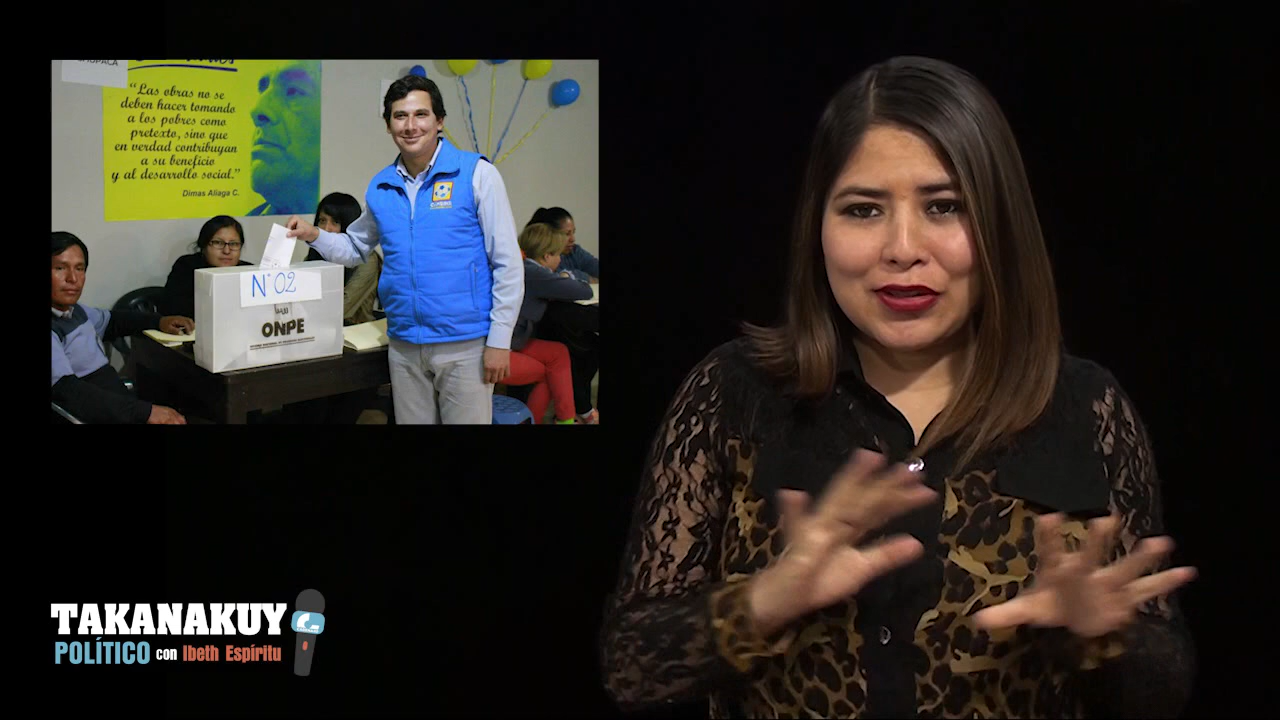 CHUPACA
“Las obras no se
deben hacer tomando
a los pobres como
pretexto, sino que
en verdad contribuyan
a su beneficio
y al desarrollo social.”
Dimas Aliaga C.
N° 02
ONPE
TAKANAKUY
POLÍTICO con Ibeth Espíritu